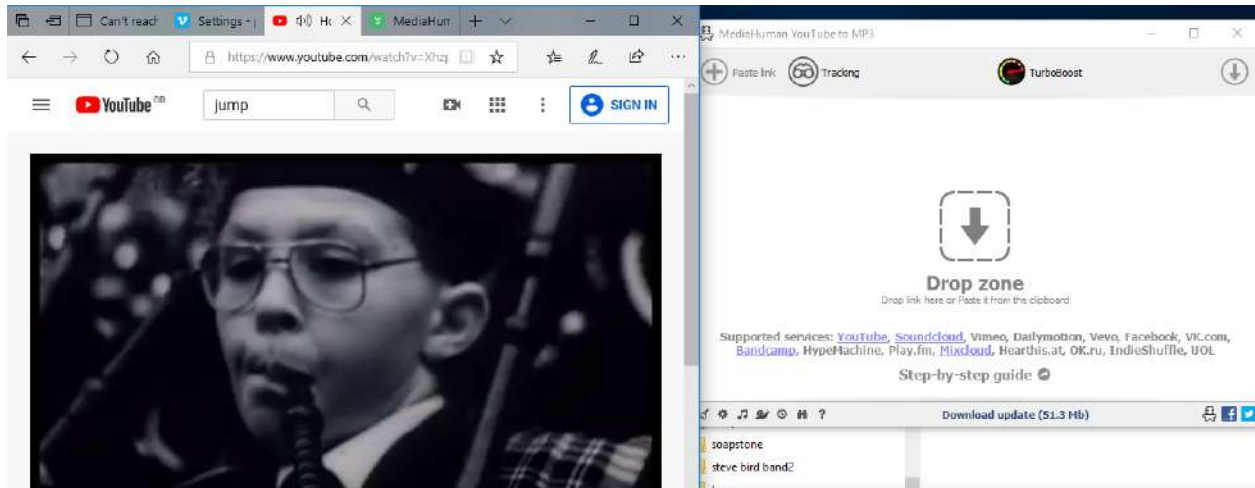 Can't reach
Settings - p
Ho
MediaHum
https://www.youtube.com/watch?v=Xhzj
YouTube GB
jump
SIGN IN
MediaHuman YouTube to MP3
Paste link
Tracking
TurboBoost
Drop zone
Drop link here or Paste it from the clipboard
Supported services: YouTube, Soundcloud, Vimeo, Dailymotion, Vevo, Facebook, VK.com,
Bandcamp, HypeMachine, Play.fm, Mixcloud, Hearthis.at, OK.ru, IndieShuffle, UOL
Step-by-step guide
Download update (51.3 Mb)
soapstone
steve bird band2